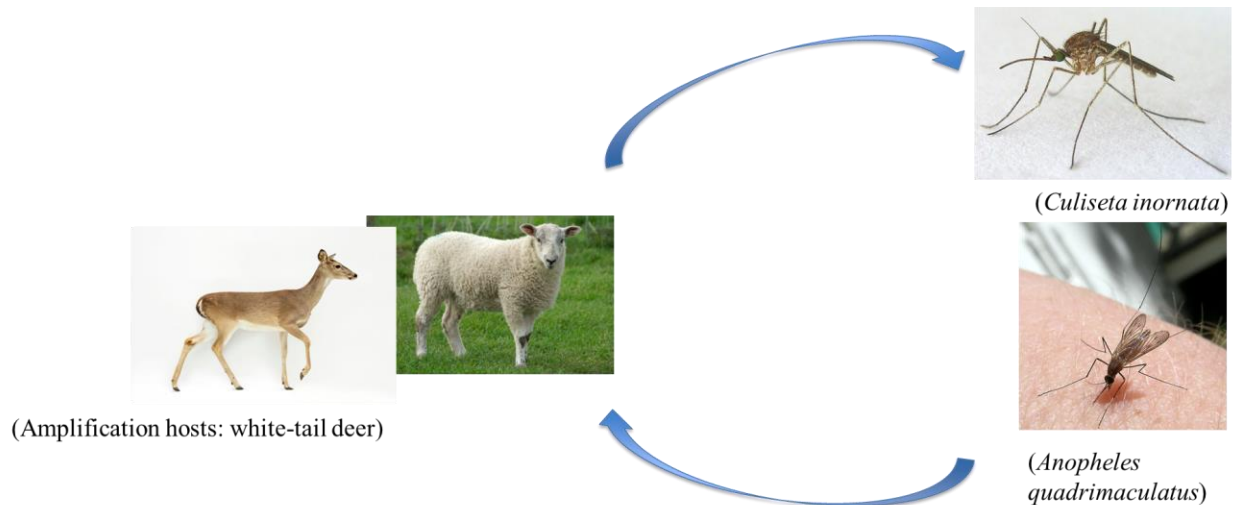 (Culiseta inornata)
(Amplification hosts: white-tail deer)
(Anopheles
quadrimaculatus)